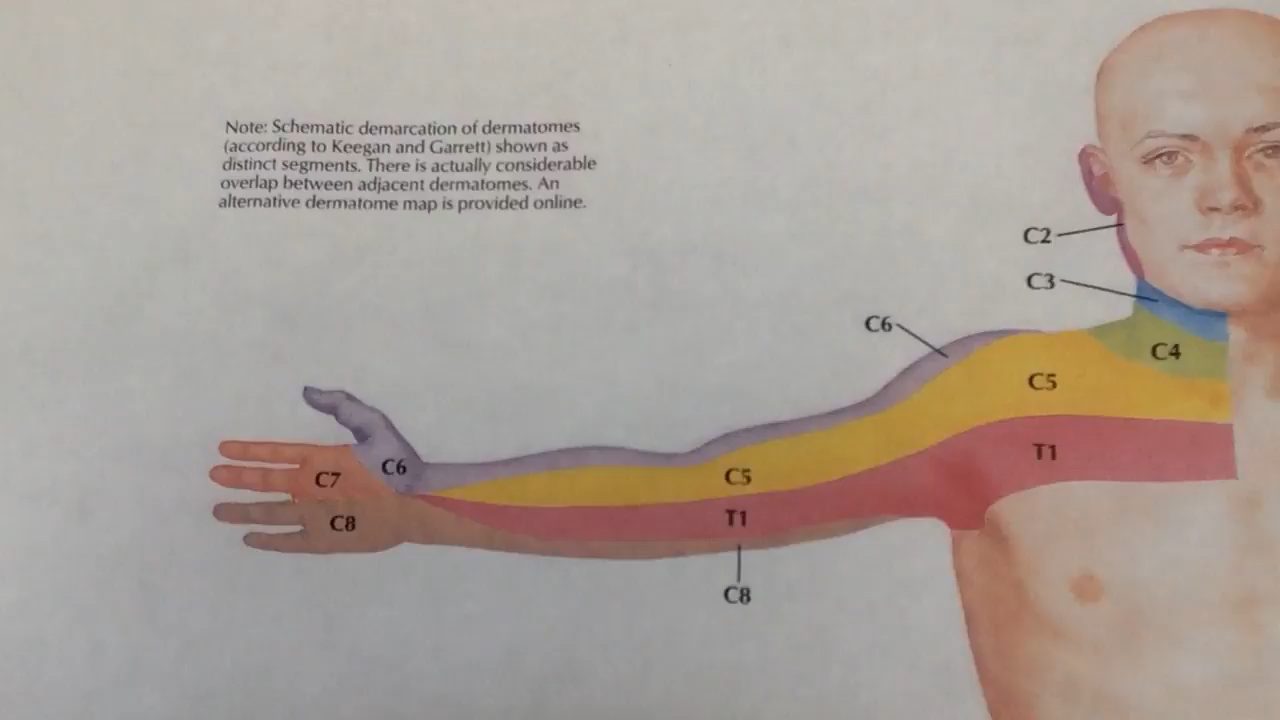 Note: Schematic demarcation of dermatomes
(according to Keegan and Garrett) shown as
distinct segments. There is actually considerable
overlap between adjacent dermatomes. An
alternative dermatome map is provided online.
C2
C3
C6
C4
C5
T1
C6
C7
C5
C8
T1
C8